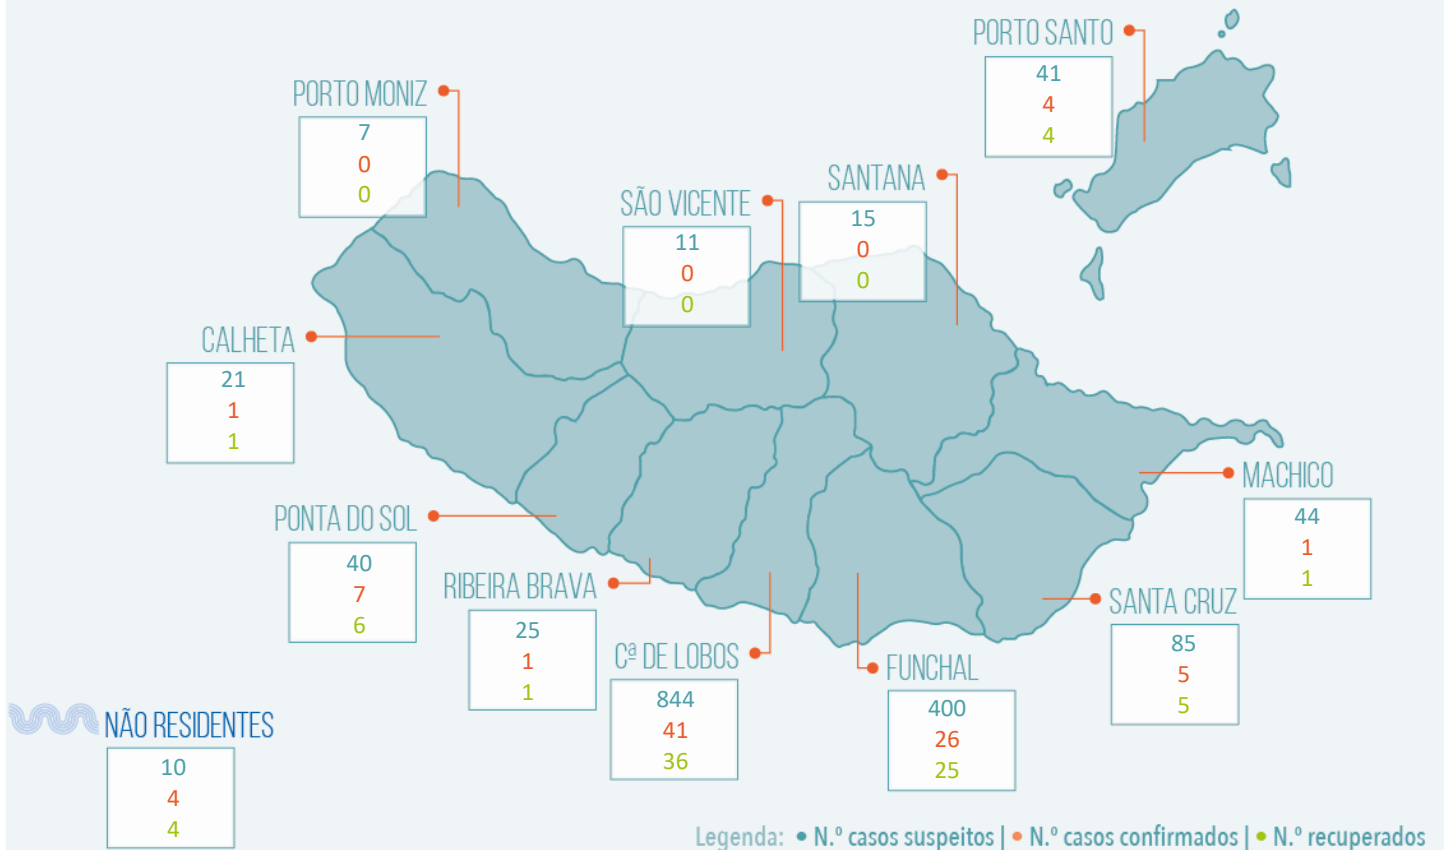 PORTO SANTO
41
4
4
PORTO MONIZ
7
0
0
SANTANA
15
0
0
SÃO VICENTE
11
0
0
CALHETA
21
1
1
MACHICO
44
1
1
PONTA DO SOL
40
7
6
RIBEIRA BRAVA
25
1
1
SANTA CRUZ
85
5
5
Cª DE LOBOS
844
41
36
FUNCHAL
400
26
25
NÃO RESIDENTES
10
4
4
Legenda: • N.º casos suspeitos | • N.º casos confirmados | • N.º recuperados